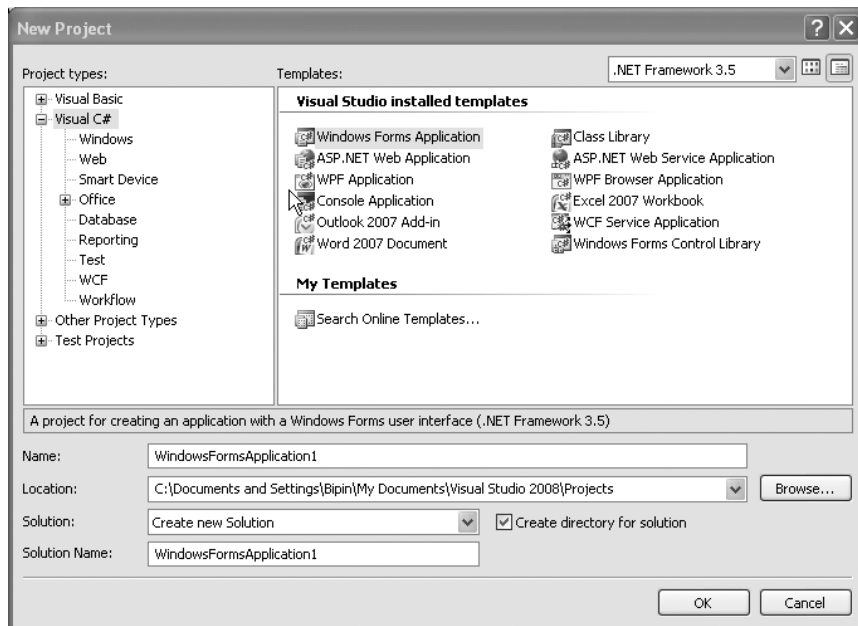 New Project
Project types:
Templates:
.NET Framework 3.5
Visual Basic
Visual C#
Windows
Web
Smart Device
Office
Database
Reporting
Test
WCF
Workflow
Other Project Types
Test Projects
Visual Studio installed templates
Windows Forms Application
Class Library
ASP.NET Web Application
ASP.NET Web Service Application
WPF Application
WPF Browser Application
Console Application
Excel 2007 Workbook
Outlook 2007 Add-in
WCF Service Application
Word 2007 Document
Windows Forms Control Library
My Templates
Search Online Templates...
A project for creating an application with a Windows Forms user interface (.NET Framework 3.5)
Name:
WindowsFormsApplication1
Location:
C:\Documents and Settings\Bipin\My Documents\Visual Studio 2008\Projects
Browse...
Solution:
Create new Solution
Create directory for solution
Solution Name:
WindowsFormsApplication1
OK
Cancel